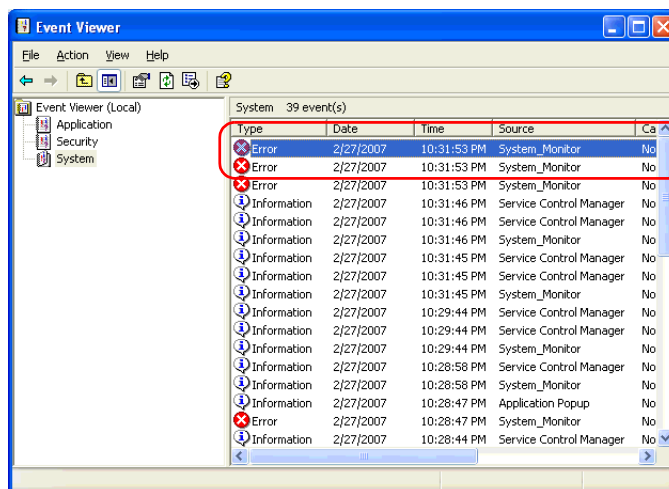 Event Viewer
File Action View Help
Event Viewer (Local)
Application
Security
System
System 39 event(s)
Type Date Time Source Ca
Error 2/27/2007 10:31:53 PM System_Monitor No
Error 2/27/2007 10:31:53 PM System_Monitor No
Error 2/27/2007 10:31:53 PM System_Monitor No
Information 2/27/2007 10:31:46 PM Service Control Manager No
Information 2/27/2007 10:31:46 PM Service Control Manager No
Information 2/27/2007 10:31:46 PM System_Monitor No
Information 2/27/2007 10:31:45 PM Service Control Manager No
Information 2/27/2007 10:31:45 PM Service Control Manager No
Information 2/27/2007 10:31:45 PM System_Monitor No
Information 2/27/2007 10:29:44 PM Service Control Manager No
Information 2/27/2007 10:29:44 PM Service Control Manager No
Information 2/27/2007 10:29:44 PM System_Monitor No
Information 2/27/2007 10:28:58 PM Service Control Manager No
Information 2/27/2007 10:28:58 PM System_Monitor No
Information 2/27/2007 10:28:47 PM Application Popup No
Error 2/27/2007 10:28:47 PM System_Monitor No
Information 2/27/2007 10:28:44 PM Service Control Manager No